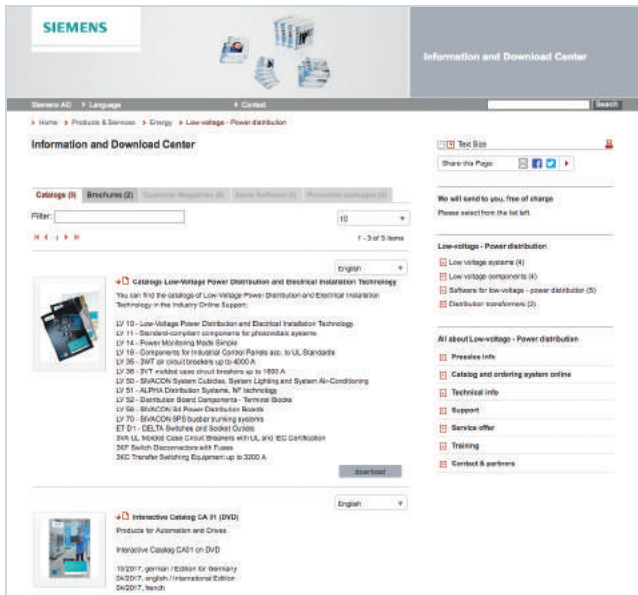 SIEMENS
Information and Download Center
Siemens AG Language Contact Search
Home Products & Services Energy Low-voltage - Power distribution
Information and Download Center
Text Size
Share this Page:
Catalogs (3) Brochures (2) Customer Magazines (0) Demo Software (0) Promotion packages (0)
Filter: 10
1 1 - 3 of 3 items
We will send to you, free of charge
Please select from the list left.
Low-voltage - Power distribution
Low voltage systems (4)
Low voltage components (4)
Software for low-voltage - power distribution (5)
Distribution transformers (2)
All about Low-voltage - Power distribution
Presales info
Catalog and ordering system online
Technical info
Support
Service offer
Training
Contact & partners
English
Catalogs Low-Voltage Power Distribution and Electrical Installation Technology
You can find the catalogs of Low-Voltage Power Distribution and Electrical Installation
Technology in the Industry Online Support:
LV 10 - Low-Voltage Power Distribution and Electrical Installation Technology
LV 11 - Standard-compliant components for photovoltaic systems
LV 14 - Power Monitoring Made Simple
LV 16 - Components for Industrial Control Panels acc. to UL Standards
LV 35 - 3WT air circuit breakers up to 4000 A
LV 36 - 3VT molded case circuit breakers up to 1600 A
LV 50 - SIVACON System Cubicles, System Lighting and System Air-Conditioning
LV 51 - ALPHA Distribution Systems, NF technology
LV 52 - Distribution Board Components - Terminal Blocks
LV 56 - SIVACON S4 Power Distribution Boards
LV 70 - SIVACON 8PS busbar trunking systems
ET D1 - DELTA Switches and Socket Outlets
3VA UL Molded Case Circuit Breakers with UL and IEC Certification
3KF Switch Disconnectors with Fuses
3KC Transfer Switching Equipment up to 3200 A
download
English
Interactive Catalog CA 01 (DVD)
Products for Automation and Drives
Interactive Catalog CA01 on DVD
10/2017, german / Edition for Germany
04/2017, english / International Edition
04/2017, french